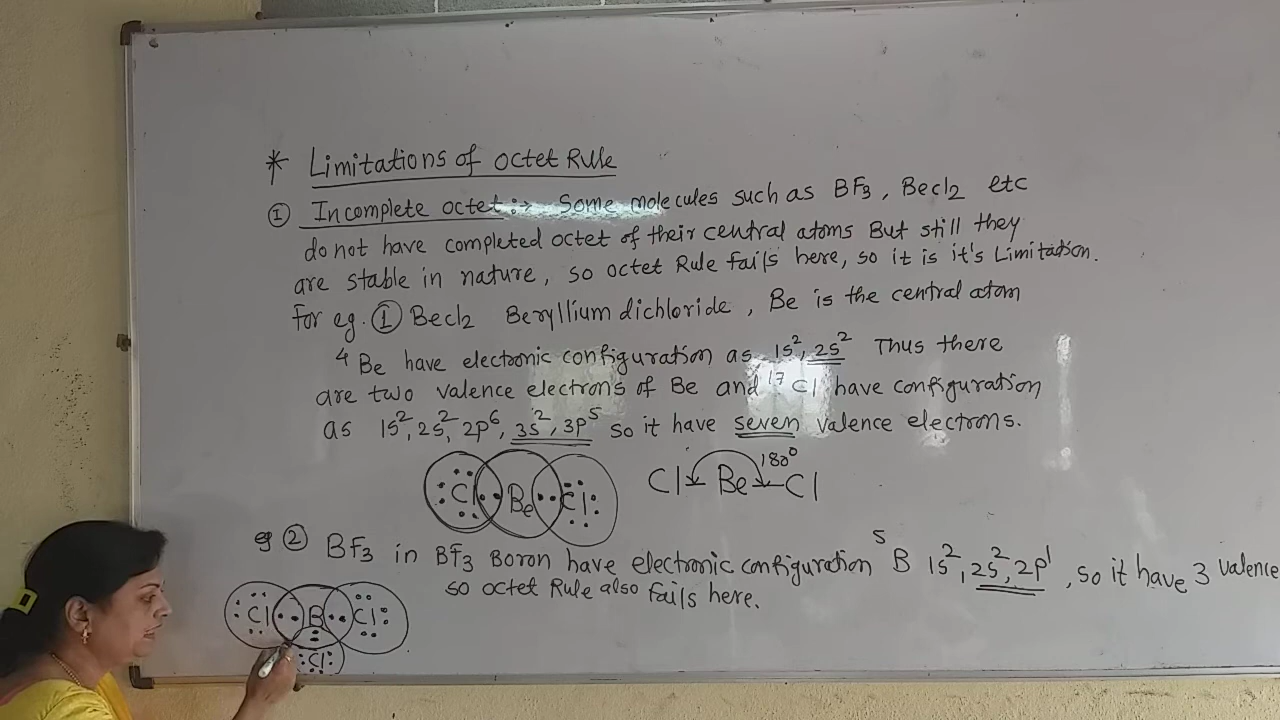 * Limitations of octet Rule
① Incomplete octet :→ Some molecules such as BF3, Becl2 etc
do not have completed octet of their central atoms But still they
are stable in nature, so octet Rule fails here, so it is it's Limitation.
for eg. ① Becl2 Beryllium dichloride, Be is the central atom
4 Be have electronic configuration as 1s², 2s² Thus there
are two valence electrons of Be and ¹⁷Cl have configuration
as 1s², 2s², 2p⁶, 3s², 3p⁵ so it have seven valence electrons.
Cl Be Cl
Cl Be Cl 180°
eg ② BF3 in BF3 Boron have electronic configuration ⁵B 1s², 2s², 2p¹, so it have 3 valence
so octet Rule also fails here.
Cl B Cl
Cl